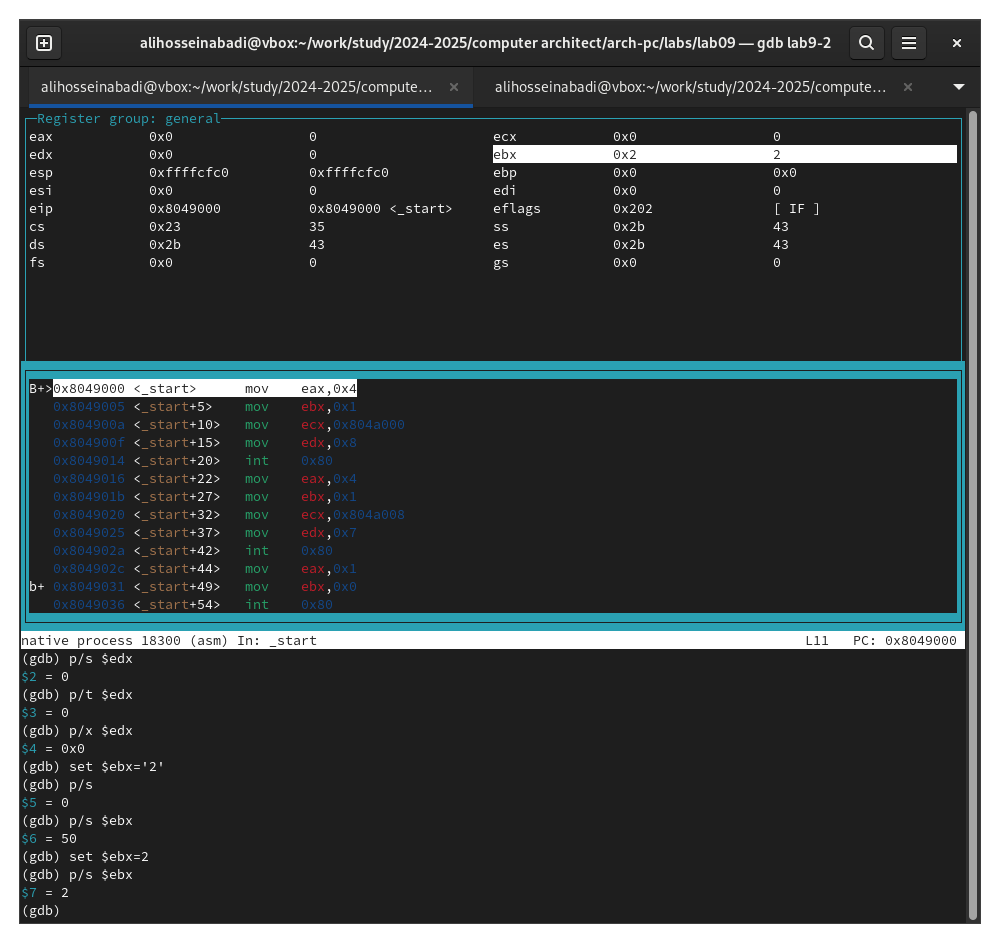 alihosseinabadi@vbox:~/work/study/2024-2025/computer architect/arch-pc/labs/lab09 — gdb lab9-2
alihosseinabadi@vbox:~/work/study/2024-2025/compute... alihosseinabadi@vbox:~/work/study/2024-2025/compute...
Register group: general
eax 0x0 0 ecx 0x0 0
edx 0x0 0 ebx 0x2 2
esp 0xffffcfc0 0xffffcfc0 ebp 0x0 0x0
esi 0x0 0 edi 0x0 0
eip 0x8049000 0x8049000 <_start> eflags 0x202 [ IF ]
cs 0x23 35 ss 0x2b 43
ds 0x2b 43 es 0x2b 43
fs 0x0 0 gs 0x0 0
B+>0x8049000 <_start> mov eax,0x4
0x8049005 <_start+5> mov ebx,0x1
0x804900a <_start+10> mov ecx,0x804a000
0x804900f <_start+15> mov edx,0x8
0x8049014 <_start+20> int 0x80
0x8049016 <_start+22> mov eax,0x4
0x804901b <_start+27> mov ebx,0x1
0x8049020 <_start+32> mov ecx,0x804a008
0x8049025 <_start+37> mov edx,0x7
0x804902a <_start+42> int 0x80
0x804902c <_start+44> mov eax,0x1
b+ 0x8049031 <_start+49> mov ebx,0x0
0x8049036 <_start+54> int 0x80
native process 18300 (asm) In: _start L11 PC: 0x8049000
(gdb) p/s $edx
$2 = 0
(gdb) p/t $edx
$3 = 0
(gdb) p/x $edx
$4 = 0x0
(gdb) set $ebx='2'
(gdb) p/s
$5 = 0
(gdb) p/s $ebx
$6 = 50
(gdb) set $ebx=2
(gdb) p/s $ebx
$7 = 2
(gdb)